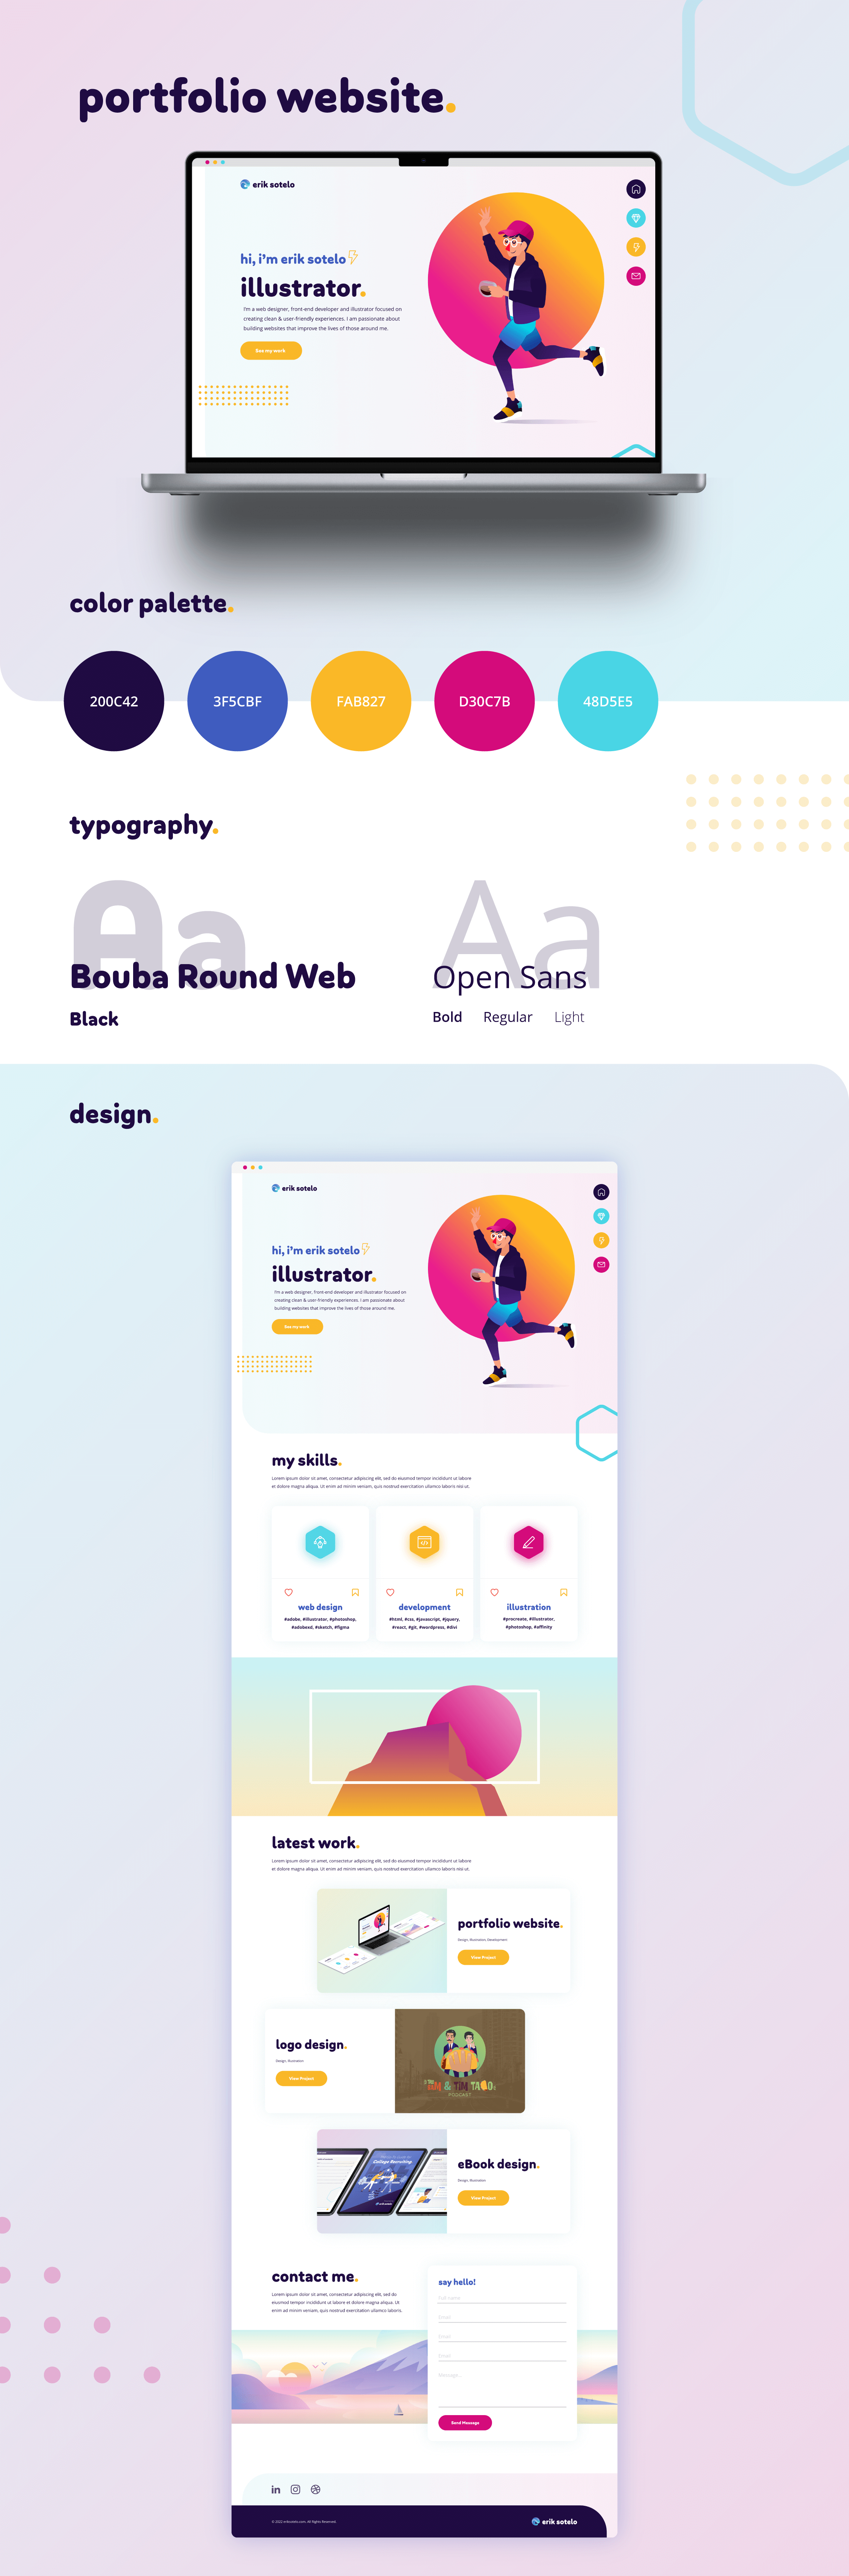 portfolio website.
erik sotelo
hi, i'm erik sotelo
illustrator.
I'm a web designer, front-end developer and illustrator focused on
creating clean & user-friendly experiences. I am passionate about
building websites that improve the lives of those around me.
See my work
color palette.
200C42
3F5CBF
FAB827
D30C7B
48D5E5
typography.
Aa
Bouba Round Web
Black
Aa
Open Sans
Bold Regular Light
design.
erik sotelo
hi, i'm erik sotelo
illustrator.
I'm a web designer, front-end developer and illustrator focused on
creating clean & user-friendly experiences. I am passionate about
building websites that improve the lives of those around me.
See my work
my skills.
Lorem ipsum dolor sit amet, consectetur adipiscing elit, sed do eiusmod tempor incididunt ut labore
et dolore magna aliqua. Ut enim ad minim veniam, quis nostrud exercitation ullamco laboris nisi ut.
web design
#adobe, #illustrator, #photoshop,
#adobexd, #sketch, #figma
development
#html, #css, #javascript, #jquery,
#react, #git, #wordpress, #divi
illustration
#procreate, #illustrator,
#photoshop, #affinity
latest work.
Lorem ipsum dolor sit amet, consectetur adipiscing elit, sed do eiusmod tempor incididunt ut labore
et dolore magna aliqua. Ut enim ad minim veniam, quis nostrud exercitation ullamco laboris nisi ut.
portfolio website.
Design, Illustration, Development
View Project
logo design.
Design, Illustration
View Project
TIM & TIM TACOS
PODCAST
College Recruiting
eBook design.
Design, Illustration
View Project
contact me.
Lorem ipsum dolor sit amet, consectetur adipiscing elit, sed do
eiusmod tempor incididunt ut labore et dolore magna aliqua. Ut
enim ad minim veniam, quis nostrud exercitation ullamco laboris.
say hello!
Full name
Email
Email
Email
Message...
Send Message
in
© 2022 eriksotelo.com. All Rights Reserved
erik sotelo